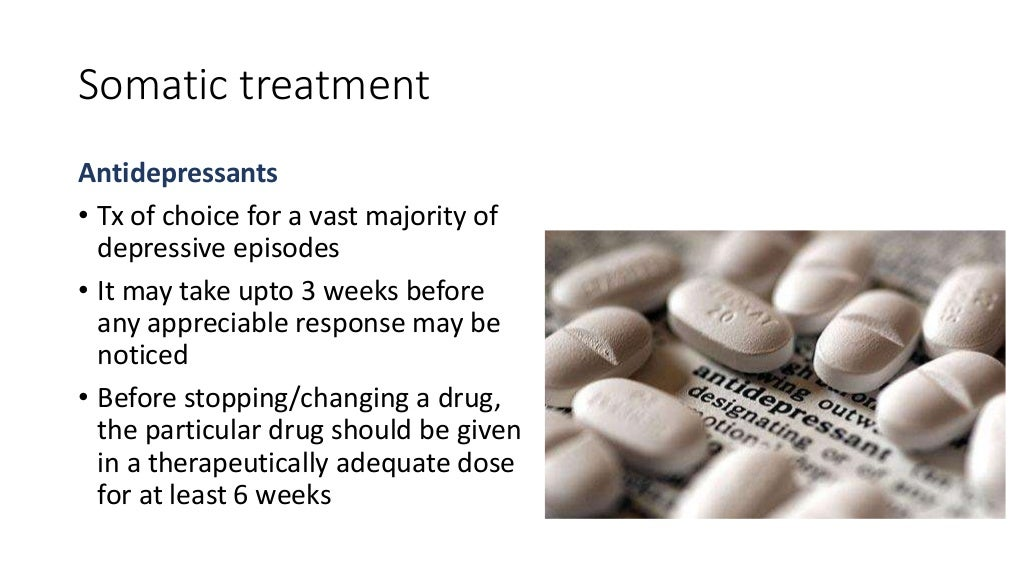 Somatic treatment
Antidepressants
• Tx of choice for a vast majority of
depressive episodes
• It may take upto 3 weeks before
any appreciable response may be
noticed
• Before stopping/changing a drug,
the particular drug should be given
in a therapeutically adequate dose
for at least 6 weeks
20
20
antidepressant
designating